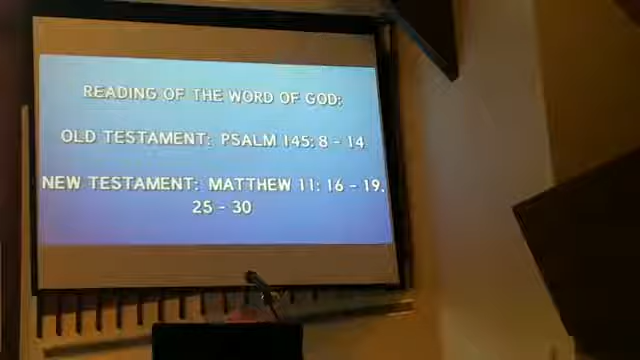 READING OF THE WORD OF GOD:
OLD TESTAMENT: PSALM 145: 8 - 14
NEW TESTAMENT: MATTHEW 11: 16 - 19,
25 - 30